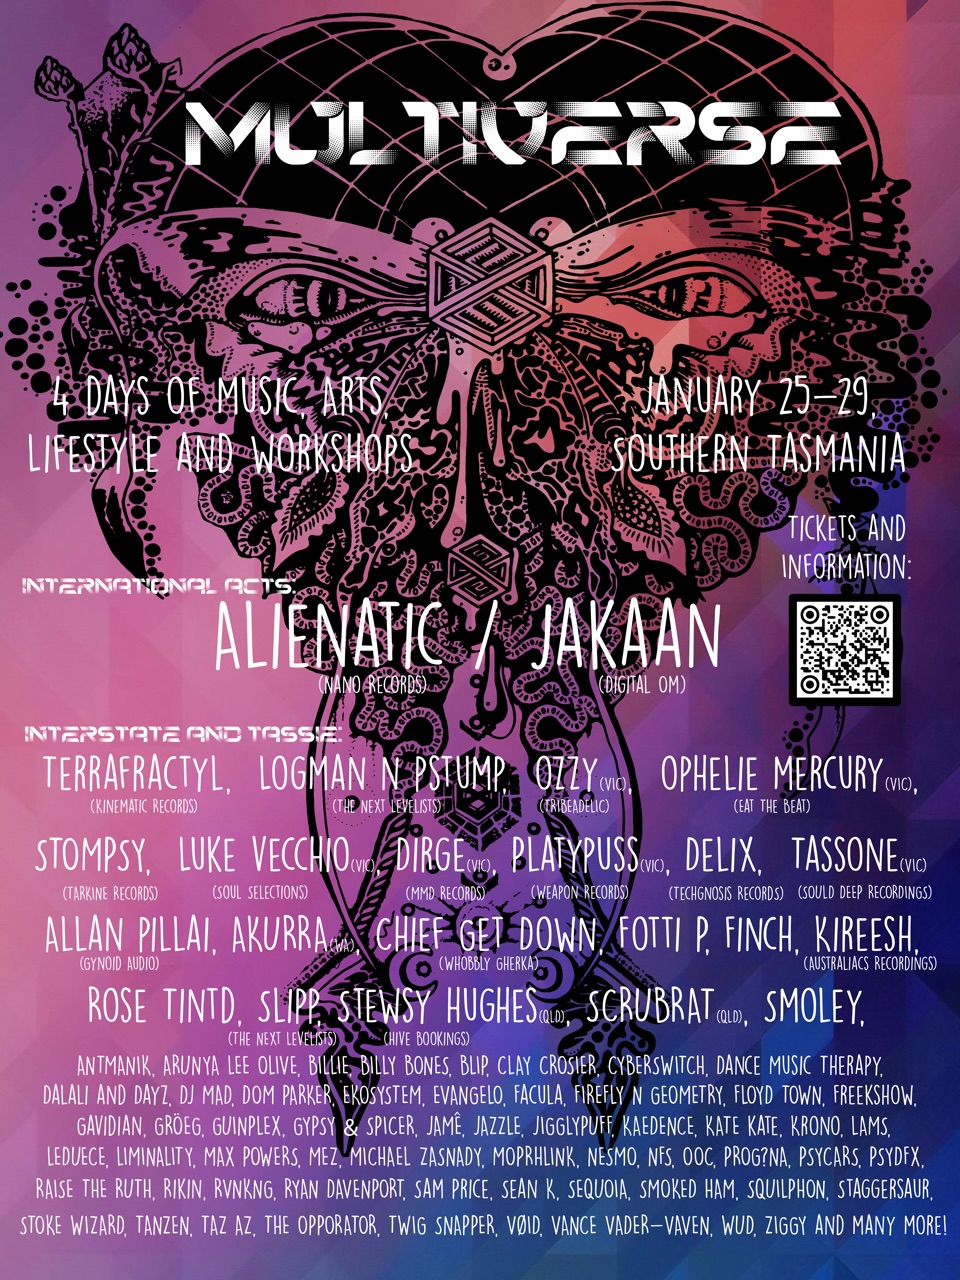 MULTIVERSE
4 DAYS OF MUSIC, ARTS,
LIFESTYLE AND WORKSHOPS
JANUARY 25–29,
SOUTHERN TASMANIA
TICKETS AND
INFORMATION:
INTERNATIONAL ACTS:
ALIENATIC / JAKAAN
(NANO RECORDS) (DIGITAL OM)
INTERSTATE AND TASSIE:
TERRAFRACTYL, LOGMAN N PSTUMP, OZZY (VIC), OPHELIE MERCURY (VIC),
(KINEMATIC RECORDS) (THE NEXT LEVELISTS) (TRIBEADELIC) (EAT THE BEAT)
STOMPSY, LUKE VECCHIO (VIC), DIRGE (VIC), PLATYPUSS (VIC), DELIX, TASSONE (VIC)
(TARKINE RECORDS) (SOUL SELECTIONS) (MMD RECORDS) (WEAPON RECORDS) (TECHGNOSIS RECORDS) (SOULD DEEP RECORDINGS)
ALLAN PILLAI, AKURRA (WA), CHIEF GET DOWN, FOTTI P, FINCH, KIREESH,
(GYNOID AUDIO) (WHOBBLY GHERKA) (AUSTRALIACS RECORDINGS)
ROSE TINTD, SLIPP, STEWSY HUGHES (QLD), SCRUBRAT (QLD), SMOLEY,
(THE NEXT LEVELISTS) (HIVE BOOKINGS)
ANTMANIK, ARUNYA LEE OLIVE, BILLIE, BILLY BONES, BLIP, CLAY CROSIER, CYBERSWITCH, DANCE MUSIC THERAPY,
DALALI AND DAYZ, DJ MAD, DOM PARKER, EKOSYSTEM, EVANGELO, FACULA, FIREFLY N GEOMETRY, FLOYD TOWN, FREEKSHOW,
GAVIDIAN, GRÖEG, GUINPLEX, GYPSY & SPICER, JAMÊ, JAZZLE, JIGGLYPUFF, KAEDENCE, KATE KATE, KRONO, LAMS,
LEDUECE, LIMINALITY, MAX POWERS, MEZ, MICHAEL ZASNADY, MOPRHLINK, NESMO, NFS, OOC, PROG?NA, PSYCARS, PSYDFX,
RAISE THE RUTH, RIKIN, RVNKNG, RYAN DAVENPORT, SAM PRICE, SEAN K, SEQUOIA, SMOKED HAM, SQUILPHON, STAGGERSAUR,
STOKE WIZARD, TANZEN, TAZ AZ, THE OPPORATOR, TWIG SNAPPER, VØID, VANCE VADER–VAVEN, WUD, ZIGGY AND MANY MORE!